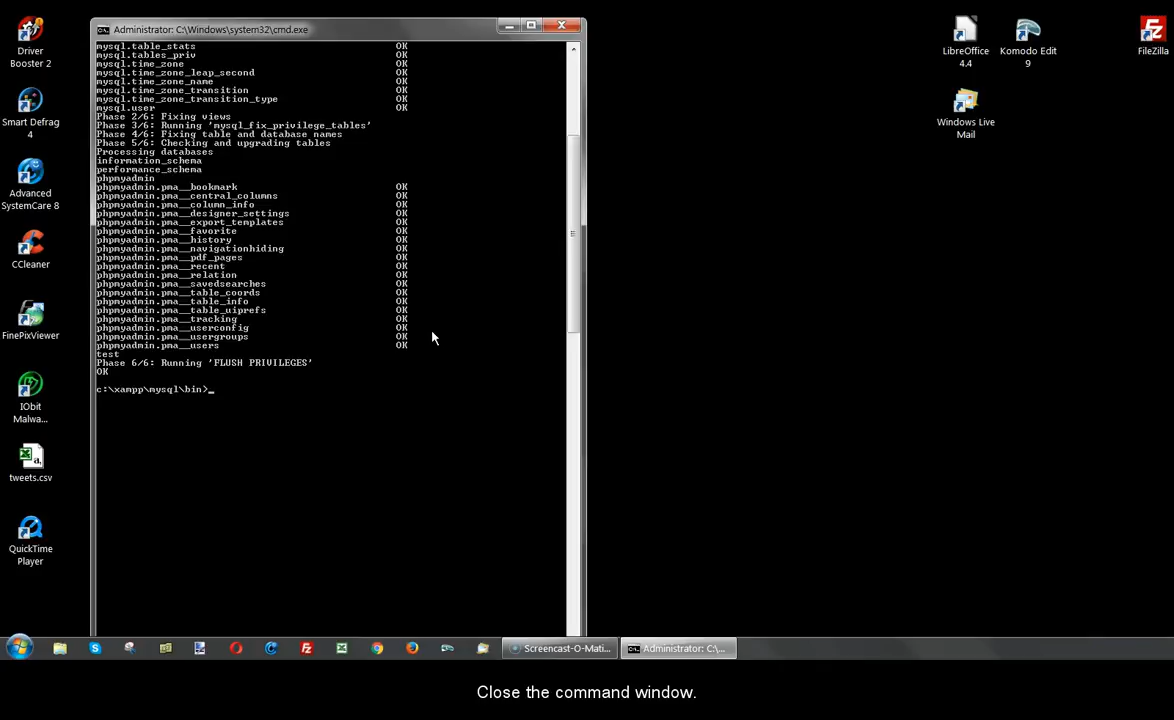 Driver
Booster 2
Smart Defrag
4
Advanced
SystemCare 8
CCleaner
FinePixViewer
IObit
Malwa...
tweets.csv
QuickTime
Player
Administrator: C:\Windows\system32\cmd.exe
mysql.table_stats OK
mysql.tables_priv OK
mysql.time_zone OK
mysql.time_zone_leap_second OK
mysql.time_zone_name OK
mysql.time_zone_transition OK
mysql.time_zone_transition_type OK
mysql.user OK
Phase 2/6: Fixing views
Phase 3/6: Running 'mysql_fix_privilege_tables'
Phase 4/6: Fixing table and database names
Phase 5/6: Checking and upgrading tables
Processing databases
information_schema
performance_schema
phpmyadmin
phpmyadmin.pma__bookmark OK
phpmyadmin.pma__central_columns OK
phpmyadmin.pma__column_info OK
phpmyadmin.pma__designer_settings OK
phpmyadmin.pma__export_templates OK
phpmyadmin.pma__favorite OK
phpmyadmin.pma__history OK
phpmyadmin.pma__navigationhiding OK
phpmyadmin.pma__pdf_pages OK
phpmyadmin.pma__recent OK
phpmyadmin.pma__relation OK
phpmyadmin.pma__savedsearches OK
phpmyadmin.pma__table_coords OK
phpmyadmin.pma__table_info OK
phpmyadmin.pma__table_uiprefs OK
phpmyadmin.pma__tracking OK
phpmyadmin.pma__userconfig OK
phpmyadmin.pma__usergroups OK
phpmyadmin.pma__users OK
test
Phase 6/6: Running 'FLUSH PRIVILEGES'
OK
c:\xampp\mysql\bin>_
LibreOffice
4.4
Komodo Edit
9
FileZilla
Windows Live
Mail
Screencast-O-Mati...
Administrator: C:\...
Close the command window.